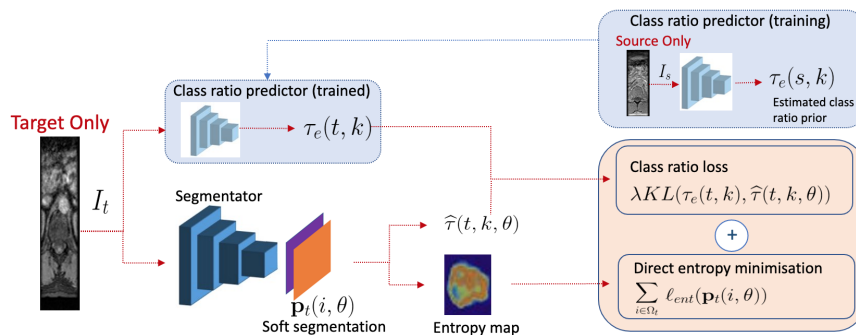 Class ratio predictor (training)
Source Only
I_s
τ_e(s, k)
Estimated class
ratio prior
Class ratio predictor (trained)
τ_e(t, k)
Target Only
I_t
Segmentator
p_t(i, θ)
Soft segmentation
τ̂(t, k, θ)
Entropy map
Class ratio loss
λKL(τ_e(t, k), τ̂(t, k, θ))
+
Direct entropy minimisation
∑_{i∈Ω_t} ℓ_ent(p_t(i, θ))